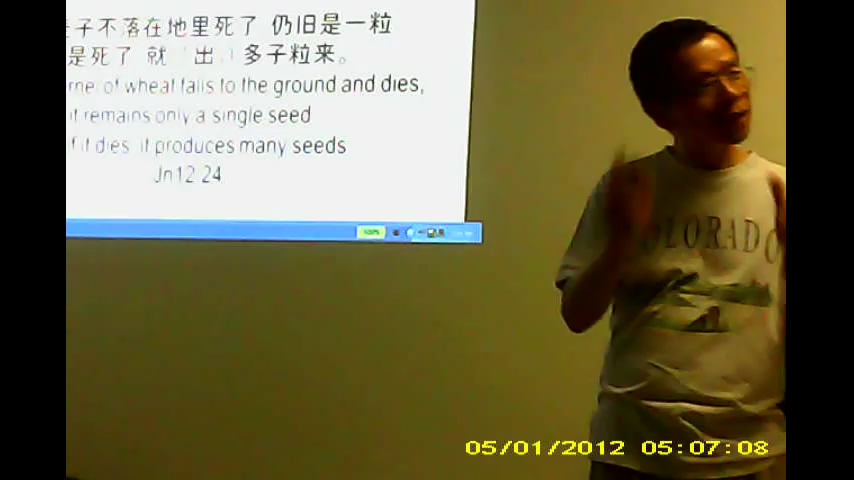 子不落在地里死了 仍旧是一粒
是死了 就 出 多子粒来。
of wheat falls to the ground and dies,
it remains only a single seed
if it dies it produces many seeds
Jn12 24
100%
COLORADO
05/01/2012 05:07:08